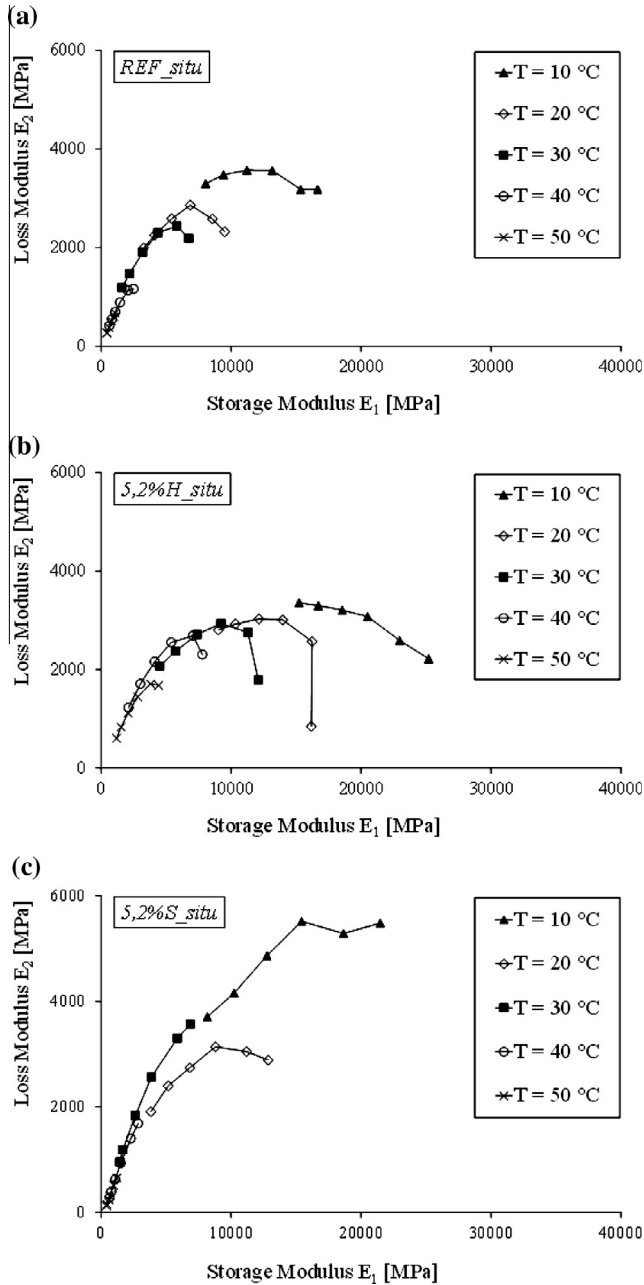 (a)
6000
4000
2000
0
Loss Modulus E2 [MPa]
REF_situ
T = 10 °C
T = 20 °C
T = 30 °C
T = 40 °C
T = 50 °C
0 10000 20000 30000 40000
Storage Modulus E1 [MPa]
(b)
6000
4000
2000
0
Loss Modulus E2 [MPa]
5,2%H_situ
T = 10 °C
T = 20 °C
T = 30 °C
T = 40 °C
T = 50 °C
0 10000 20000 30000 40000
Storage Modulus E1 [MPa]
(c)
6000
4000
2000
0
Loss Modulus E2 [MPa]
5,2%S_situ
T = 10 °C
T = 20 °C
T = 30 °C
T = 40 °C
T = 50 °C
0 10000 20000 30000 40000
Storage Modulus E1 [MPa]